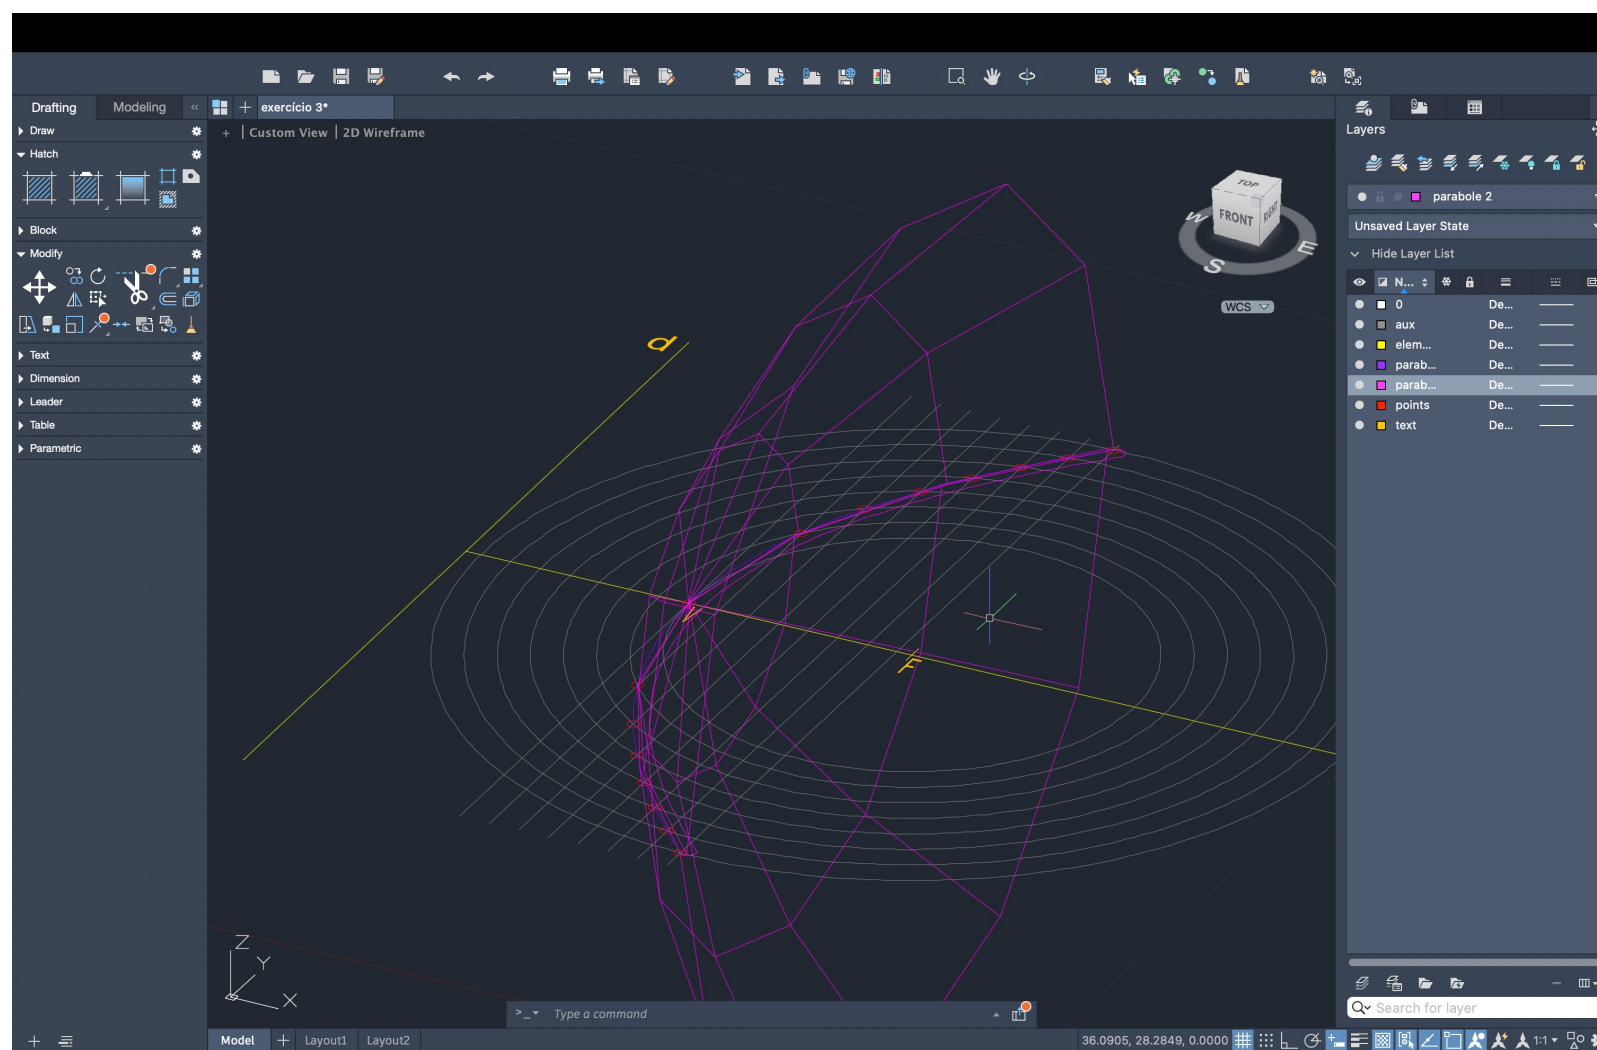 Drafting
Modeling
exercício 3*
Draw
Hatch
Block
Modify
Text
Dimension
Leader
Table
Parametric
+ | Custom View | 2D Wireframe
TOP
FRONT
RIGHT
W
S
E
WCS
d
V
F
Z
Y
X
>_ Type a command
Model
Layout1
Layout2
36.0905, 28.2849, 0.0000
1:1
Layers
parabole 2
Unsaved Layer State
Hide Layer List
N...
0 De...
aux De...
elem... De...
parab... De...
parab... De...
points De...
text De...
Search for layer